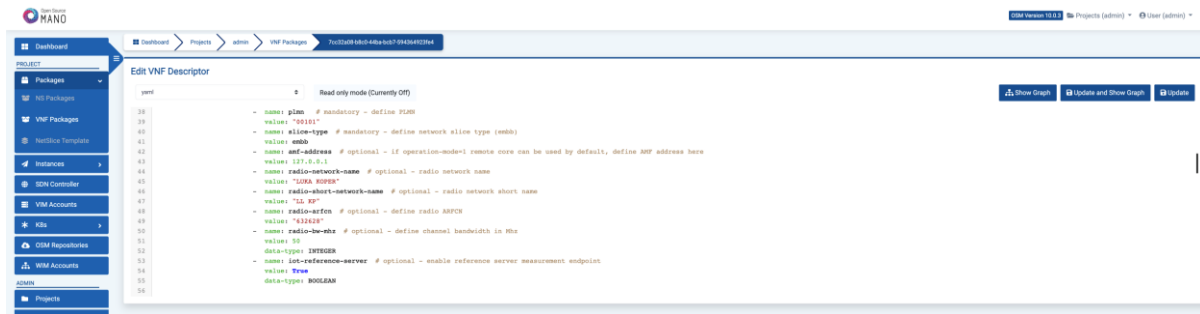 Open Source
MANO
OSM Version 10.0.3 Projects (admin) User (admin)
Dashboard
PROJECT
Packages
NS Packages
VNF Packages
NetSlice Template
Instances
SDN Controller
VIM Accounts
K8s
OSM Repositories
WIM Accounts
ADMIN
Projects
Dashboard Projects admin VNF Packages 7cc32a08-b8c0-44ba-bcb7-594364923fe4
Edit VNF Descriptor
yaml Read only mode (Currently Off) Show Graph Update and Show Graph Update
38 - name: plmn # mandatory - define PLMN
39 value: "00101"
40 - name: slice-type # mandatory - define network slice type (embb)
41 value: embb
42 - name: amf-address # optional - if operation-mode=1 remote core can be used by default, define AMF address here
43 value: 127.0.0.1
44 - name: radio-network-name # optional - radio network name
45 value: "LUKA KOPER"
46 - name: radio-short-network-name # optional - radio network short name
47 value: "LL KP"
48 - name: radio-arfcn # optional - define radio ARFCN
49 value: "632628"
50 - name: radio-bw-mhz # optional - define channel bandwidth in Mhz
51 value: 50
52 data-type: INTEGER
53 - name: iot-reference-server # optional - enable reference server measurement endpoint
54 value: True
55 data-type: BOOLEAN
56